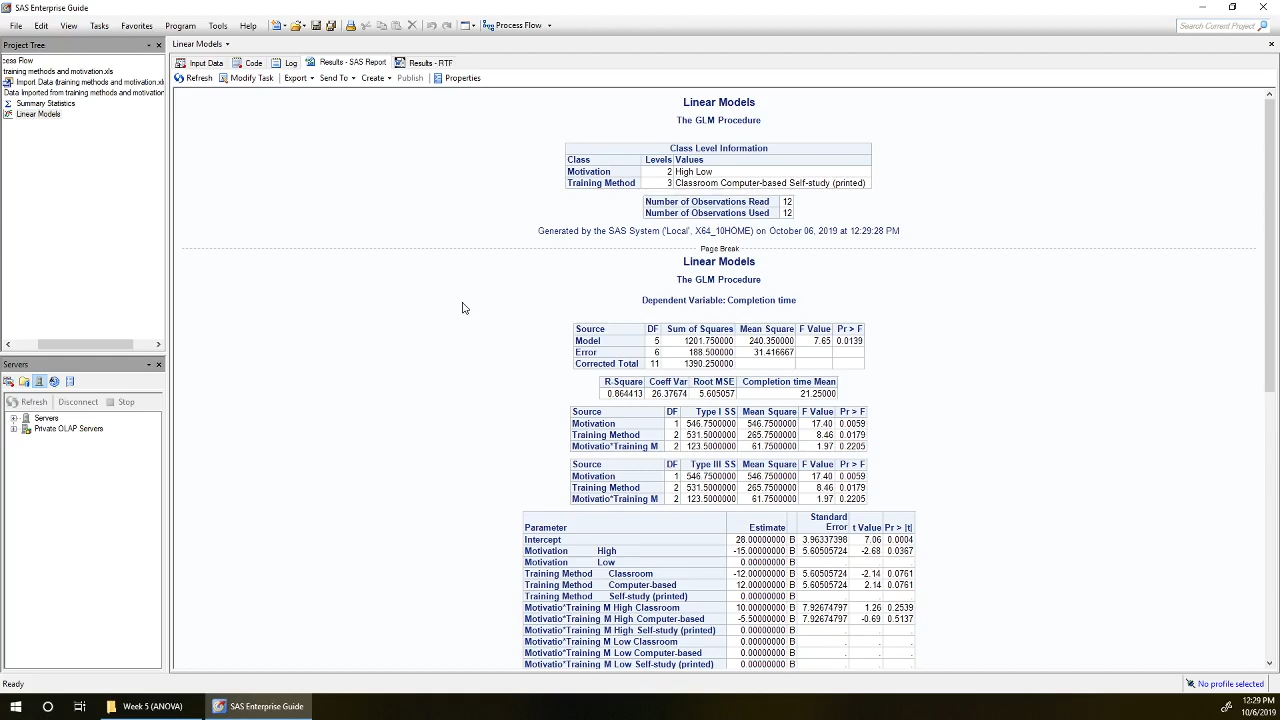 SAS Enterprise Guide
File Edit View Tasks Favorites Program Tools Help Process Flow Search Current Project
Project Tree
cess Flow
training methods and motivation.xls
Import Data (training methods and motivation.xl
Data Imported from training methods and motivation
Summary Statistics
Linear Models
Servers
Refresh Disconnect Stop
Servers
Private OLAP Servers
Linear Models
Input Data Code Log Results - SAS Report Results - RTF
Refresh Modify Task Export Send To Create Publish Properties
Linear Models
The GLM Procedure
Class Level Information
Class Levels Values
Motivation 2 High Low
Training Method 3 Classroom Computer-based Self-study (printed)
Number of Observations Read 12
Number of Observations Used 12
Generated by the SAS System ('Local', X64_10HOME) on October 06, 2019 at 12:29:28 PM
Page Break
Linear Models
The GLM Procedure
Dependent Variable: Completion time
Source DF Sum of Squares Mean Square F Value Pr > F
Model 5 1201.750000 240.350000 7.65 0.0139
Error 6 188.500000 31.416667
Corrected Total 11 1390.250000
R-Square Coeff Var Root MSE Completion time Mean
0.864413 26.37674 5.605057 21.25000
Source DF Type I SS Mean Square F Value Pr > F
Motivation 1 546.7500000 546.7500000 17.40 0.0059
Training Method 2 531.5000000 265.7500000 8.46 0.0179
Motivatio*Training M 2 123.5000000 61.7500000 1.97 0.2205
Source DF Type III SS Mean Square F Value Pr > F
Motivation 1 546.7500000 546.7500000 17.40 0.0059
Training Method 2 531.5000000 265.7500000 8.46 0.0179
Motivatio*Training M 2 123.5000000 61.7500000 1.97 0.2205
Parameter Estimate Standard Error t Value Pr > |t|
Intercept 28.00000000 B 3.96337398 7.06 0.0004
Motivation High -15.00000000 B 5.60505724 -2.68 0.0367
Motivation Low 0.00000000 B . . .
Training Method Classroom -12.00000000 B 5.60505724 -2.14 0.0761
Training Method Computer-based 12.00000000 B 5.60505724 2.14 0.0761
Training Method Self-study (printed) 0.00000000 B . . .
Motivatio*Training M High Classroom 10.00000000 B 7.92674797 1.26 0.2539
Motivatio*Training M High Computer-based -5.50000000 B 7.92674797 -0.69 0.5137
Motivatio*Training M High Self-study (printed) 0.00000000 B . . .
Motivatio*Training M Low Classroom 0.00000000 B . . .
Motivatio*Training M Low Computer-based 0.00000000 B . . .
Motivatio*Training M Low Self-study (printed) 0.00000000 B . . .
Ready
No profile selected
Week 5 (ANOVA) SAS Enterprise Guide
12:29 PM
10/6/2019